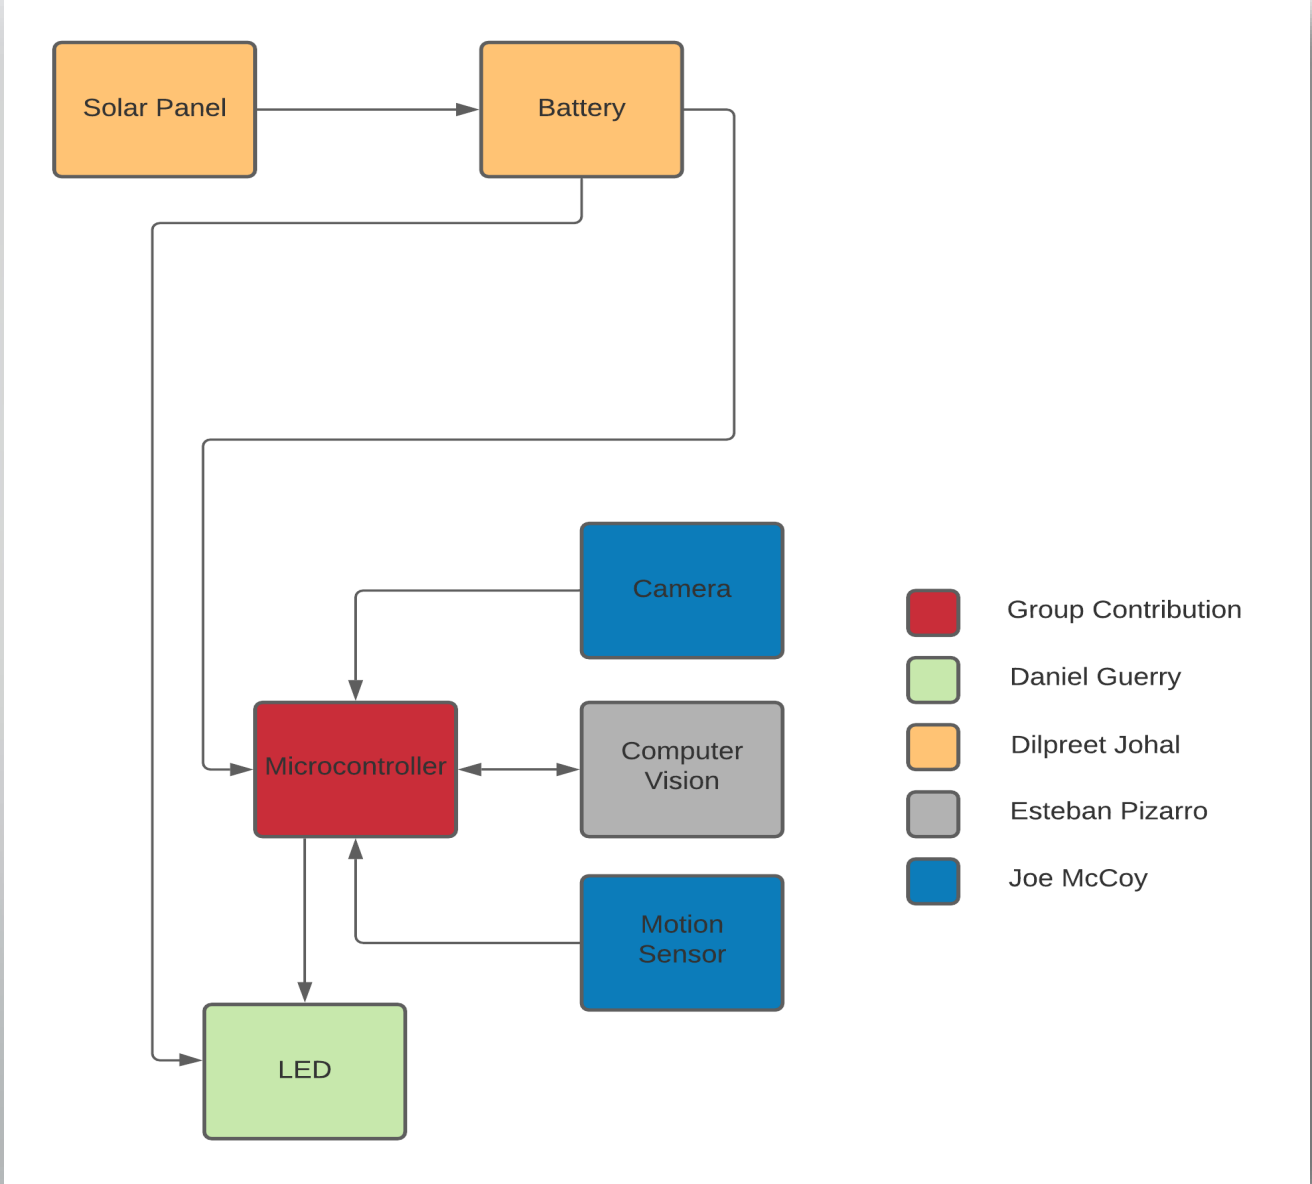 Solar Panel
Battery
Camera
Microcontroller
Computer
Vision
Motion
Sensor
LED
Group Contribution
Daniel Guerry
Dilpreet Johal
Esteban Pizarro
Joe McCoy